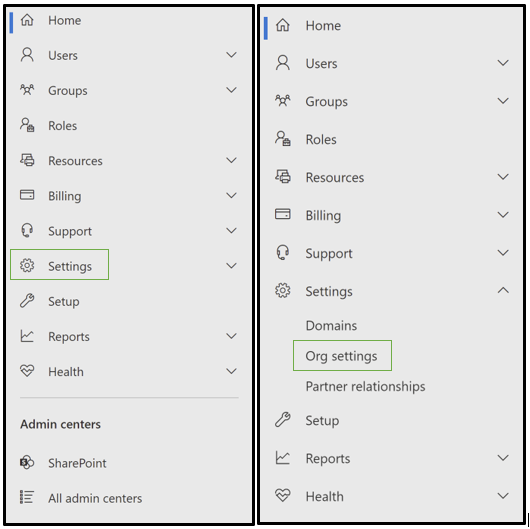 Home
Users
Groups
Roles
Resources
Billing
Support
Settings
Setup
Reports
Health
Admin centers
SharePoint
All admin centers
Home
Users
Groups
Roles
Resources
Billing
Support
Settings
Domains
Org settings
Partner relationships
Setup
Reports
Health